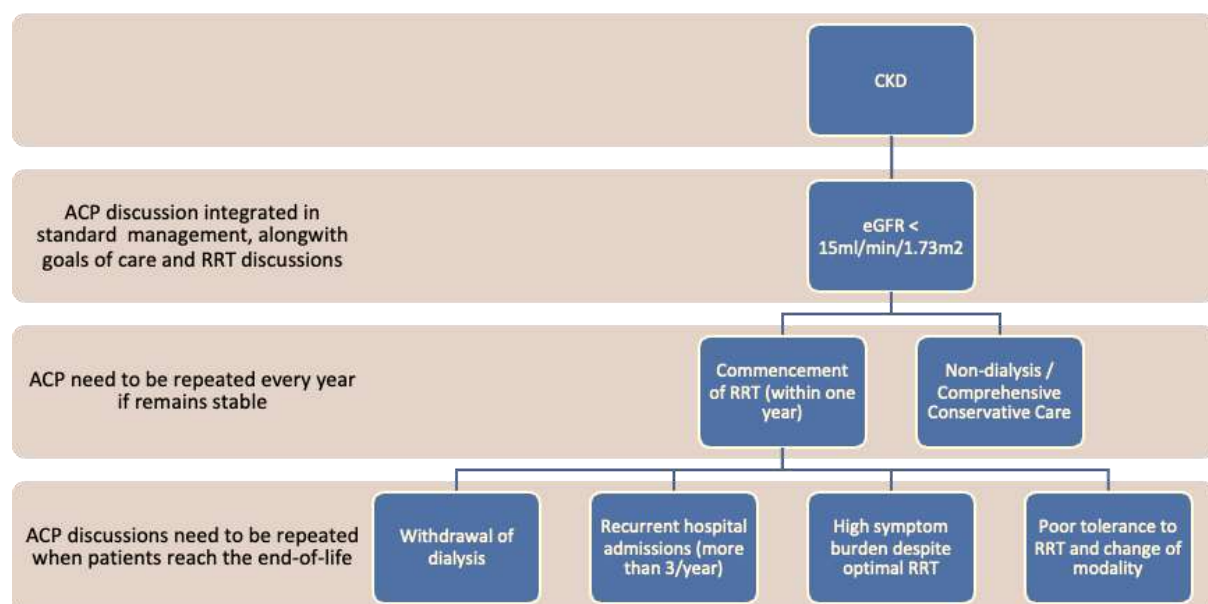 CKD
ACP discussion integrated in
standard management, alongwith
goals of care and RRT discussions
eGFR <
15ml/min/1.73m2
ACP need to be repeated every year
if remains stable
Commencement
of RRT (within one
year)
Non-dialysis /
Comprehensive
Conservative Care
ACP discussions need to be repeated
when patients reach the end-of-life
Withdrawal of
dialysis
Recurrent hospital
admissions (more
than 3/year)
High symptom
burden despite
optimal RRT
Poor tolerance to
RRT and change of
modality